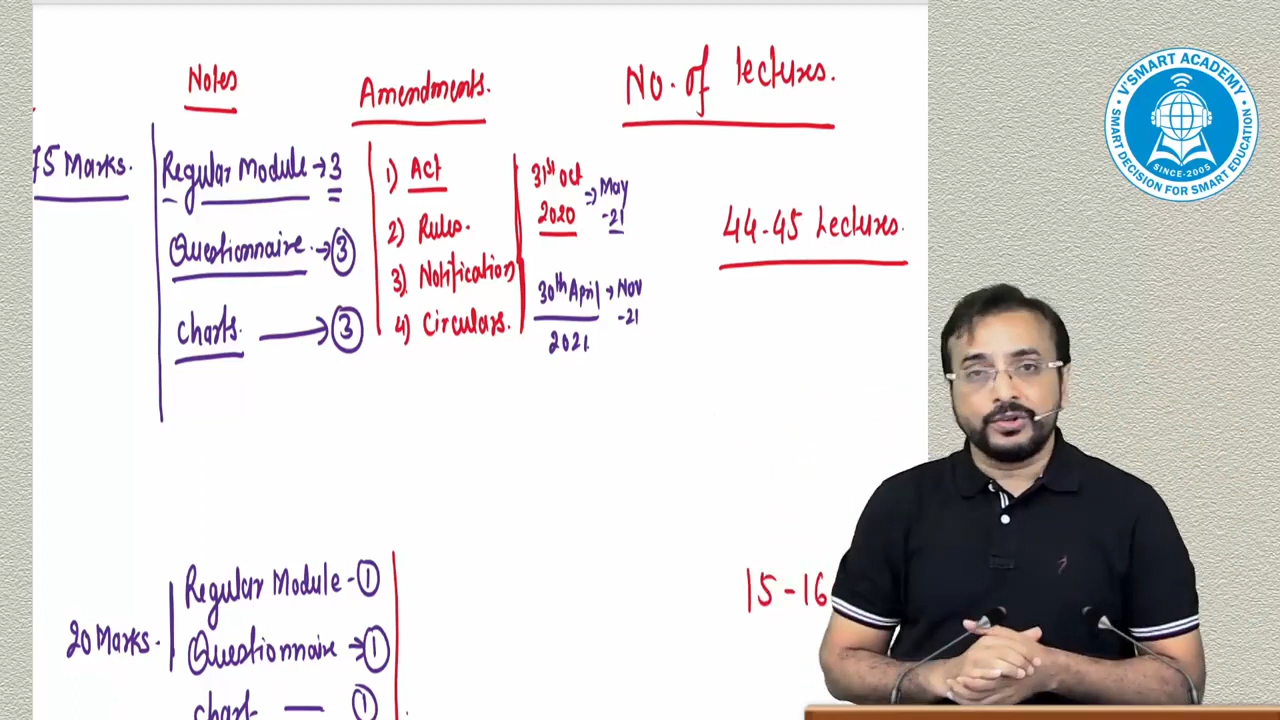 Notes
Amendments.
No. of lectures.
75 Marks.
Regular Module → 3
Questionnaire. → 3
Charts. → 3
1) Act
2) Rules.
3) Notification
4) Circulars.
31st Oct
2020
⇒ May
-21
30th April → Nov
-21
2021.
44-45 Lectures.
20 Marks.
Regular Module - 1
Questionnaire → 1
Chart — 1
15-16
V'SMART ACADEMY
SMART DECISION FOR SMART EDUCATION
SINCE-2005